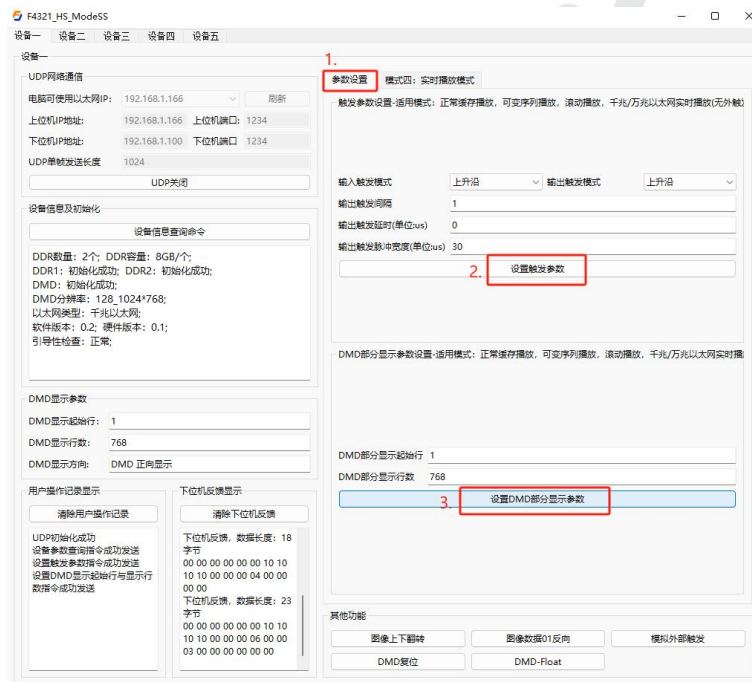 F4321_HS_ModeSS
设备一 设备二 设备三 设备四 设备五
设备一
UDP网络通信
电脑可使用以太网IP: 192.168.1.166 刷新
上位机IP地址: 192.168.1.166 上位机端口: 1234
下位机IP地址: 192.168.1.100 下位机端口 1234
UDP单帧发送长度 1024
UDP关闭
设备信息及初始化
设备信息查询命令
DDR数量: 2个; DDR容量: 8GB/个;
DDR1: 初始化成功; DDR2: 初始化成功;
DMD: 初始化成功;
DMD分辨率: 128_1024*768;
以太网类型: 千兆以太网;
软件版本: 0.2; 硬件版本: 0.1;
引导性检查: 正常;
DMD显示参数
DMD显示起始行: 1
DMD显示行数: 768
DMD显示方向: DMD 正向显示
用户操作记录显示
清除用户操作记录
UDP初始化成功
设备参数查询指令成功发送
设置触发参数指令成功发送
设置DMD显示起始行与显示行
数指令成功发送
下位机反馈显示
清除下位机反馈
下位机反馈, 数据长度: 18
字节
00 00 00 00 00 00 10 10
10 10 00 00 00 04 00 00
00 00
下位机反馈, 数据长度: 23
字节
00 00 00 00 00 00 10 10
10 10 00 00 00 06 00 00
03 00 00 00 00 00 00
1.
参数设置 模式四: 实时播放模式
触发参数设置-适用模式: 正常缓存播放, 可变序列播放, 滚动播放, 千兆/万兆以太网实时播放(无外触
输入触发模式 上升沿 输出触发模式 上升沿
输出触发间隔 1
输出触发延时(单位:us) 0
输出触发脉冲宽度(单位:us) 30
2. 设置触发参数
DMD部分显示参数设置-适用模式: 正常缓存播放, 可变序列播放, 滚动播放, 千兆/万兆以太网实时播
DMD部分显示起始行 1
DMD部分显示行数 768
3. 设置DMD部分显示参数
其他功能
图像上下翻转 图像数据01反向 模拟外部触发
DMD复位 DMD-Float